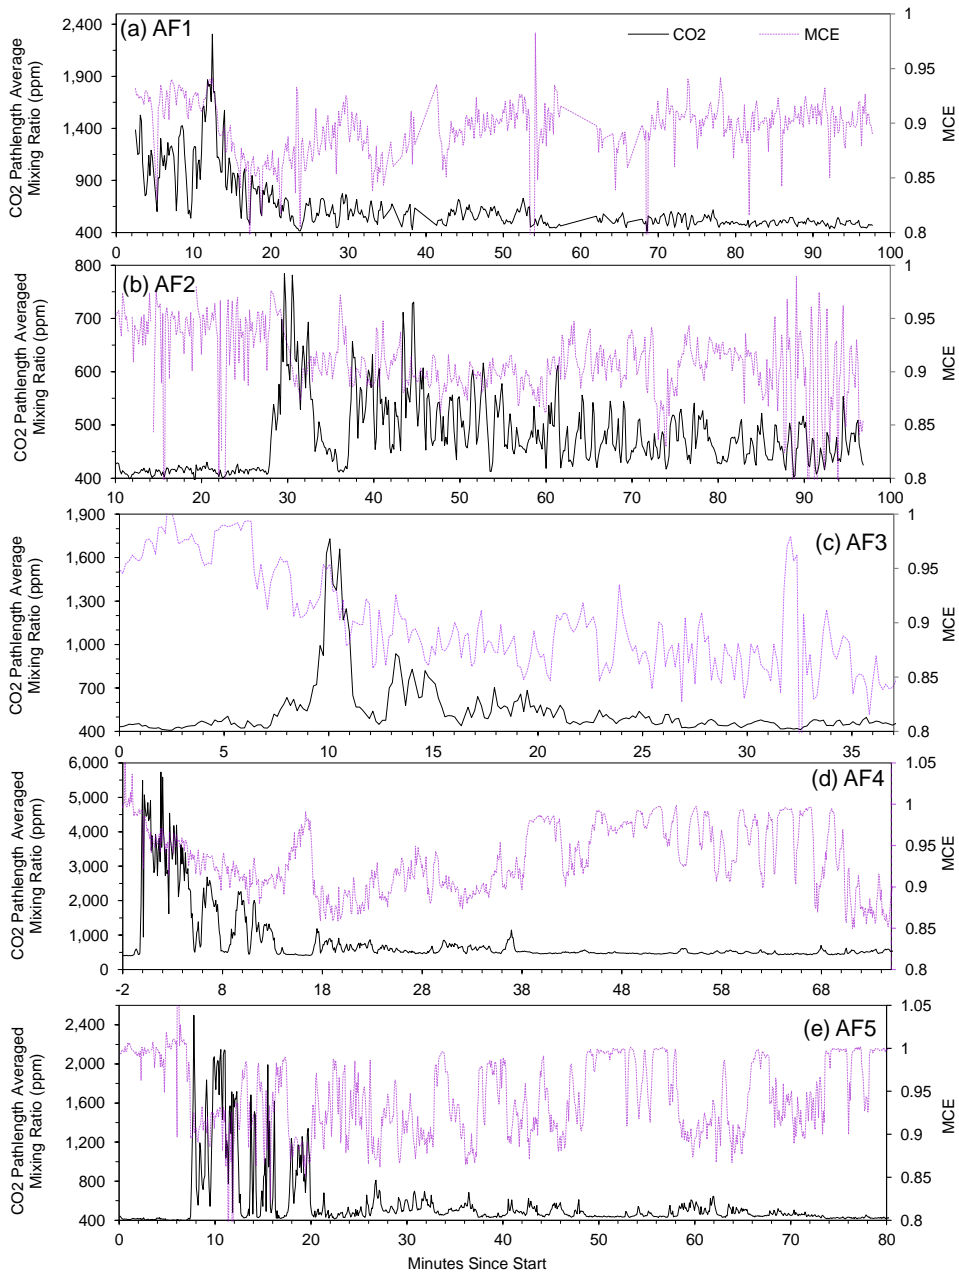 (a) AF1
CO2
MCE
CO2 Pathlength Average
Mixing Ratio (ppm)
2,400
1,900
1,400
900
400
1
0.95
0.9
0.85
0.8
MCE
0 10 20 30 40 50 60 70 80 90 100
(b) AF2
CO2 Pathlength Averaged
Mixing Ratio (ppm)
800
700
600
500
400
1
0.95
0.9
0.85
0.8
MCE
10 20 30 40 50 60 70 80 90 100
(c) AF3
CO2 Pathlength Average
Mixing Ratio (ppm)
1,900
1,600
1,300
1,000
700
400
1
0.95
0.9
0.85
0.8
MCE
0 5 10 15 20 25 30 35
(d) AF4
CO2 Pathlength Averaged
Mixing Ratio (ppm)
6,000
5,000
4,000
3,000
2,000
1,000
0
1.05
1
0.95
0.9
0.85
0.8
MCE
-2 8 18 28 38 48 58 68
(e) AF5
CO2 Pathlength Averaged
Mixing Ratio (ppm)
2,400
2,000
1,600
1,200
800
400
1.05
1
0.95
0.9
0.85
0.8
MCE
0 10 20 30 40 50 60 70 80
Minutes Since Start